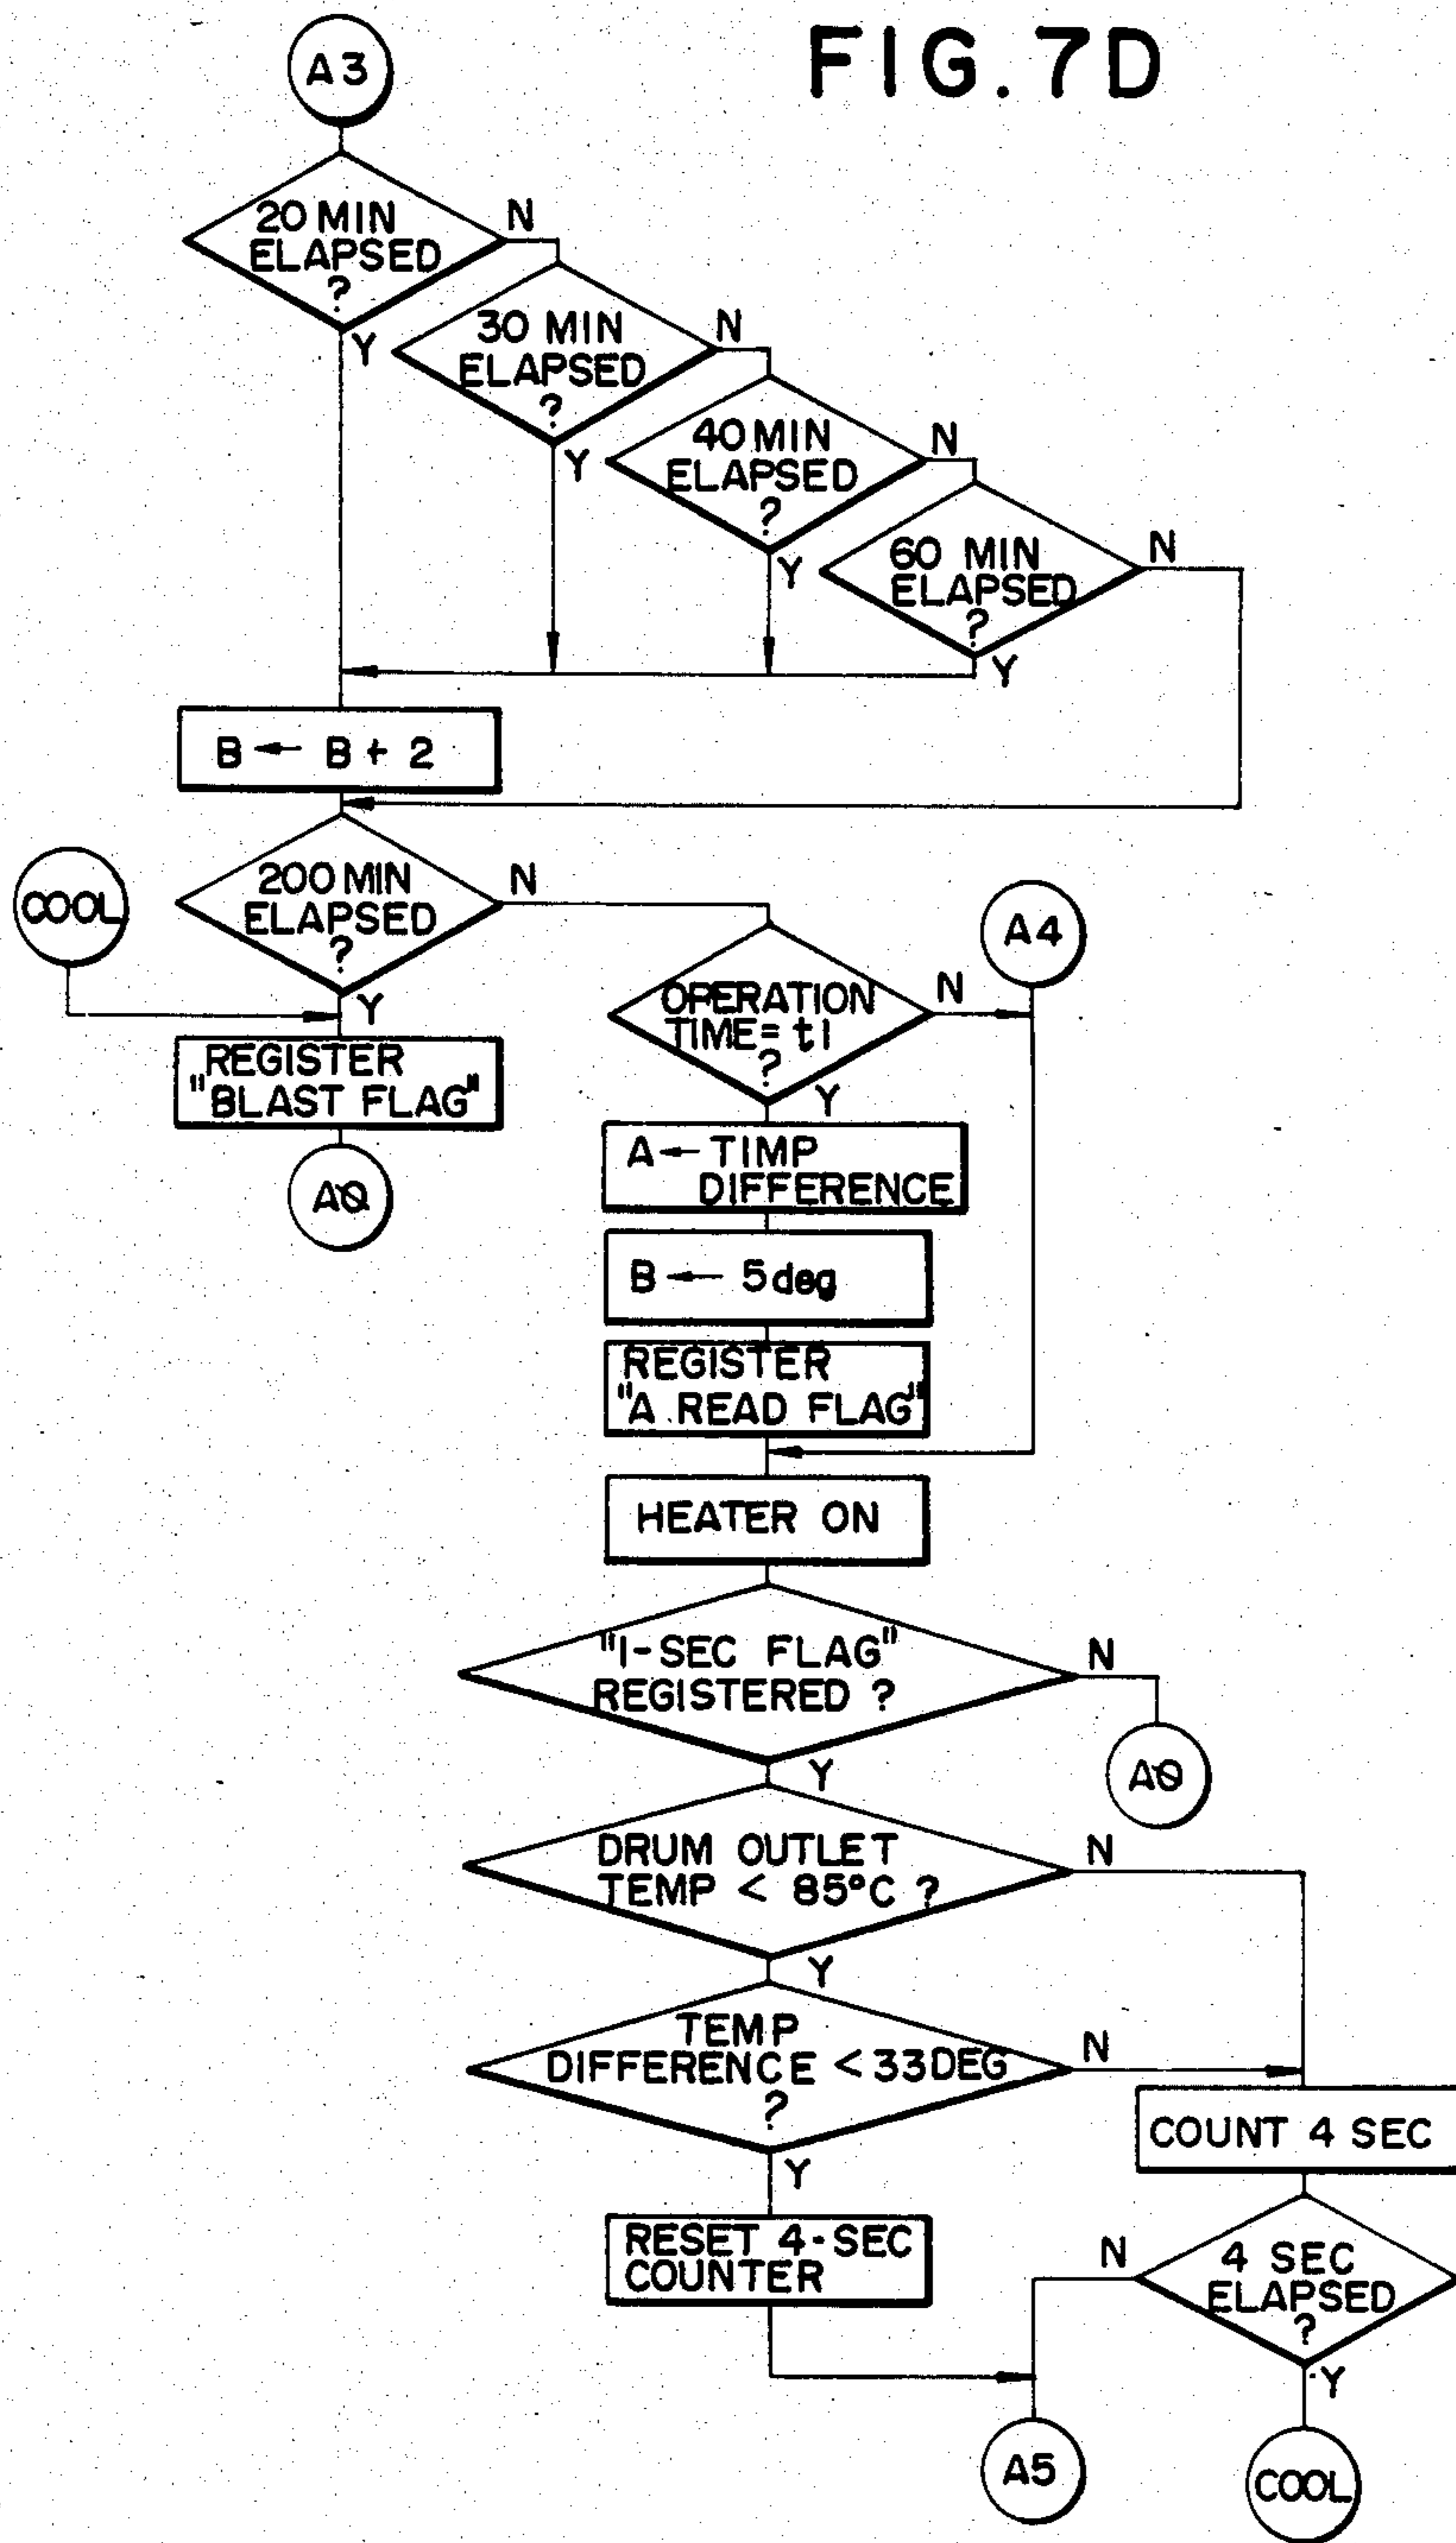 FIG. 7D
A3
20 MIN
ELAPSED
?
N
Y
30 MIN
ELAPSED
?
N
Y
40 MIN
ELAPSED
?
N
Y
60 MIN
ELAPSED
?
N
Y
B ← B + 2
COOL
200 MIN
ELAPSED
?
N
Y
REGISTER
"BLAST FLAG"
A0
A4
OPERATION
TIME = t1
?
N
Y
A ← TIMP
DIFFERENCE
B ← 5 deg
REGISTER
"A READ FLAG"
HEATER ON
"1-SEC FLAG"
REGISTERED ?
N
Y
A0
DRUM OUTLET
TEMP < 85°C ?
N
Y
TEMP
DIFFERENCE < 33DEG
?
N
Y
COUNT 4 SEC
RESET 4-SEC
COUNTER
4 SEC
ELAPSED
?
N
Y
A5
COOL